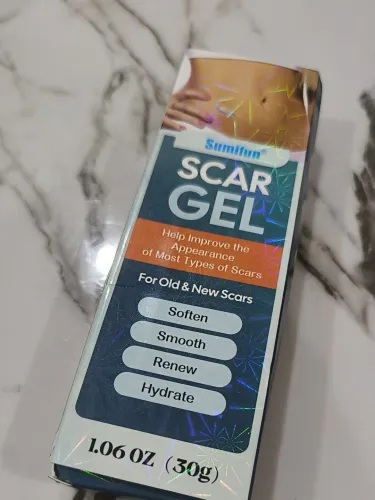 Sumifun®
SCAR
GEL
Help Improve the
Appearance
of Most Types of Scars
For Old & New Scars
Soften
Smooth
Renew
Hydrate
1.06 OZ (30g)